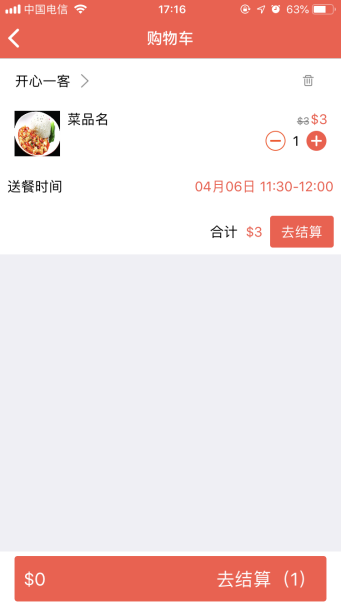 中国电信 17:16 63%
购物车
开心一客
菜品名 $3 $3
1
送餐时间 04月06日 11:30-12:00
合计 $3 去结算
$0 去结算（1）